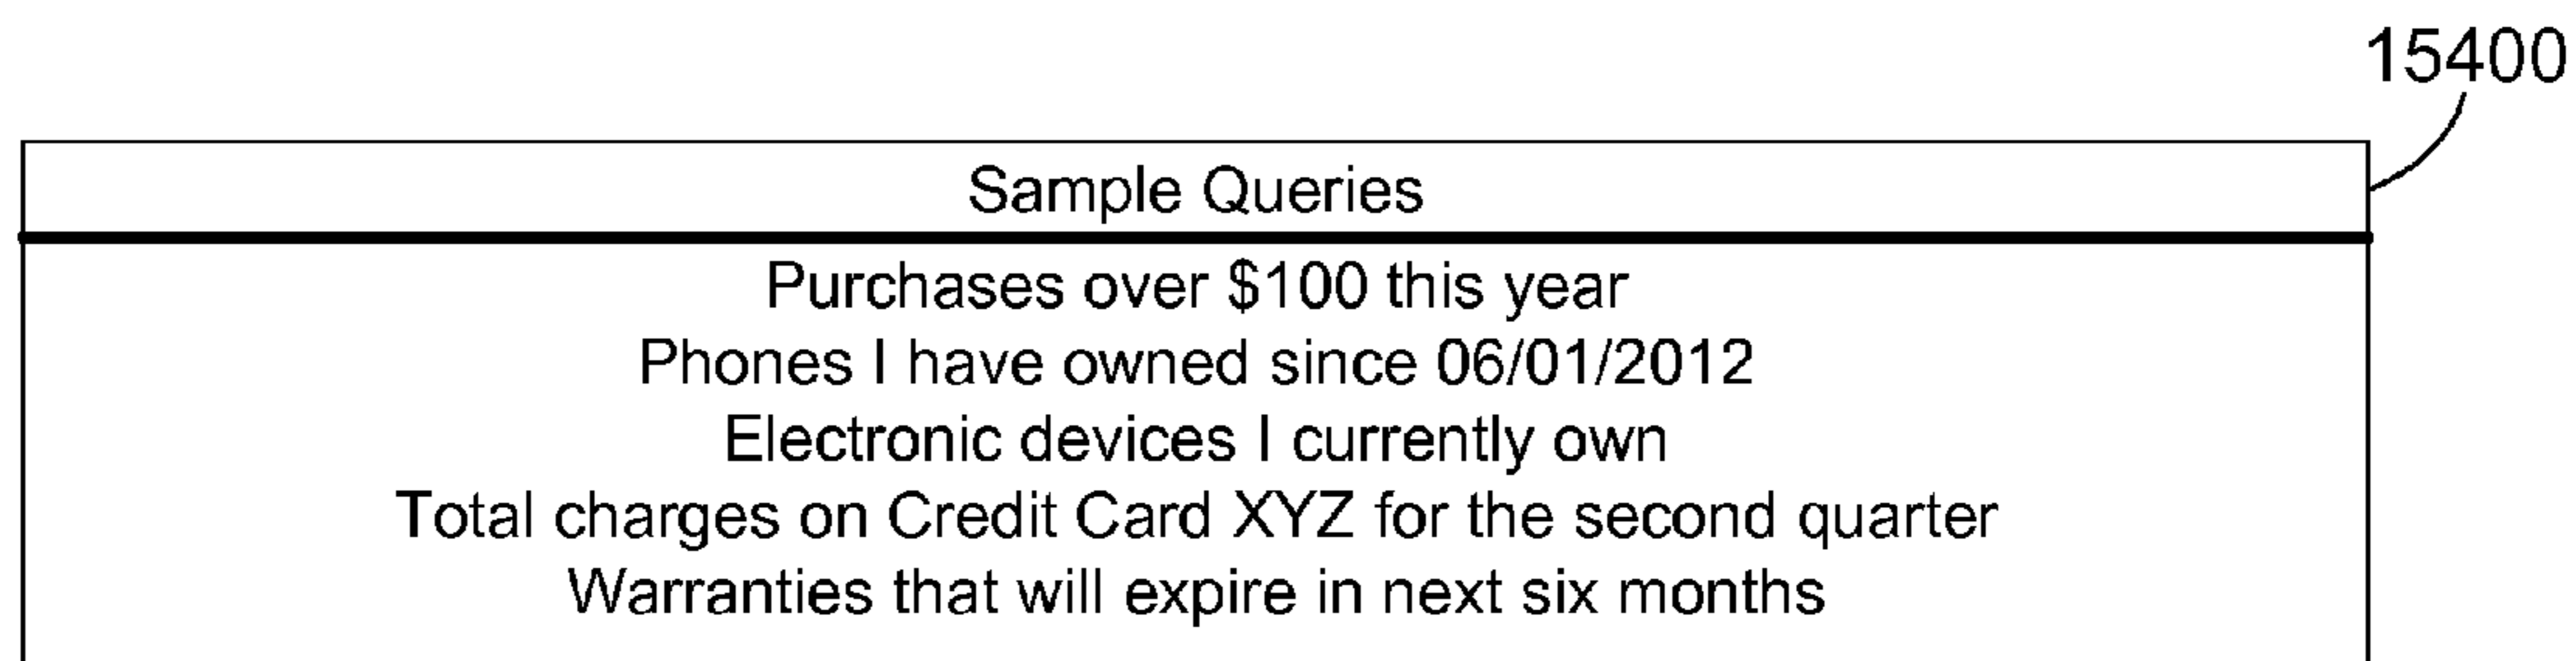 15400
Sample Queries
Purchases over $100 this year
Phones I have owned since 06/01/2012
Electronic devices I currently own
Total charges on Credit Card XYZ for the second quarter
Warranties that will expire in next six months